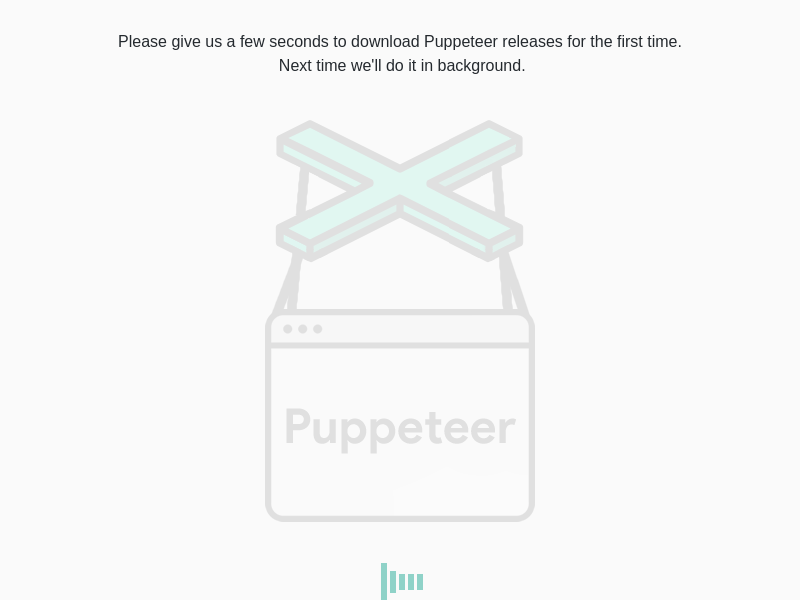 Please give us a few seconds to download Puppeteer releases for the first time.
Next time we'll do it in background.
Puppeteer